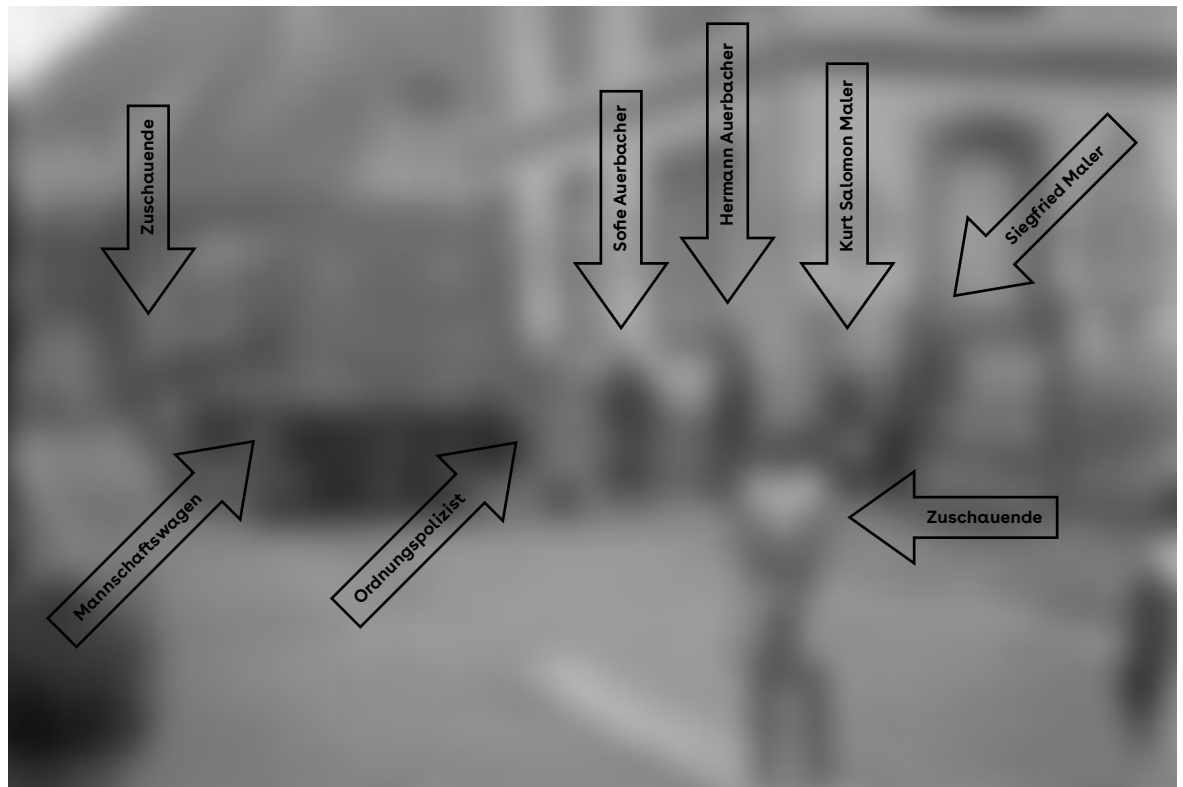 Zuschauende
Sofie Auerbacher
Hermann Auerbacher
Kurt Salomon Maler
Siegfried Maler
Mannschaftswagen
Ordnungspolizist
Zuschauende